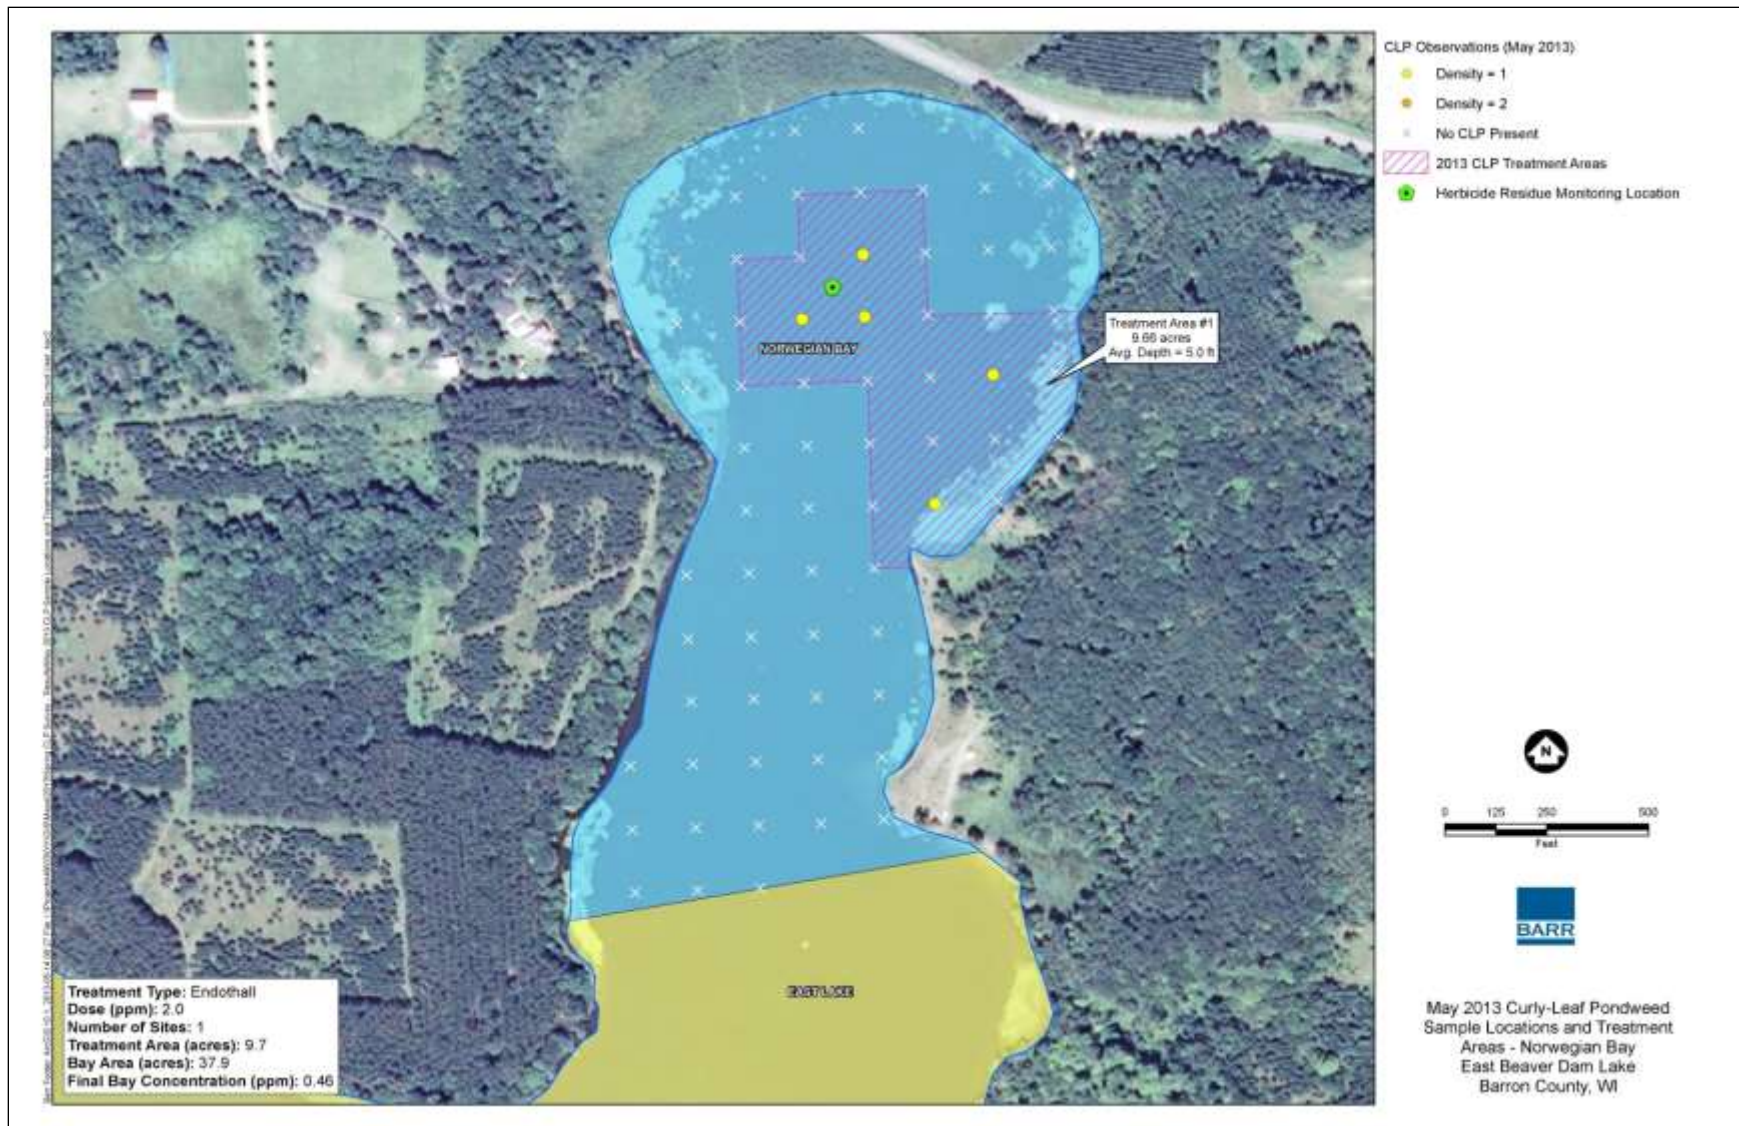 CLP Observations (May 2013)
Density = 1
Density = 2
No CLP Present
2013 CLP Treatment Areas
Herbicide Residue Monitoring Location
Treatment Area #1
9.66 acres
Avg. Depth = 5.0 ft
NORWEGIAN BAY
EAST LAKE
N
0 125 250 500
Feet
BARR
Treatment Type: Endothall
Dose (ppm): 2.0
Number of Sites: 1
Treatment Area (acres): 9.7
Bay Area (acres): 37.9
Final Bay Concentration (ppm): 0.46
May 2013 Curly-Leaf Pondweed
Sample Locations and Treatment
Areas - Norwegian Bay
East Beaver Dam Lake
Barron County, WI